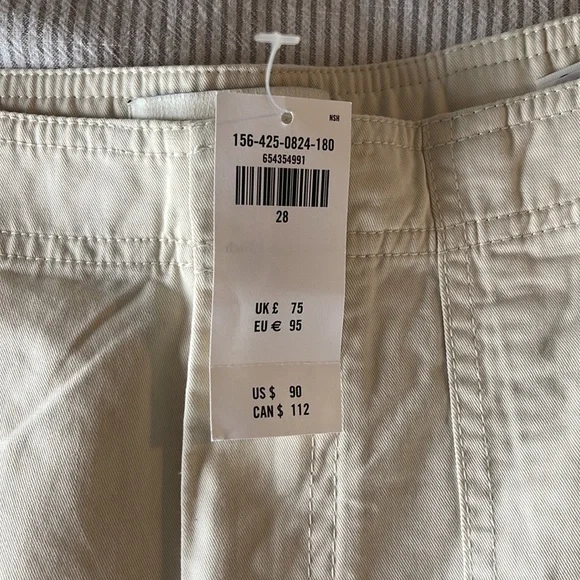 NSH
156-425-0824-180
654354991
28
UK £ 75
EU € 95
US $ 90
CAN $ 112